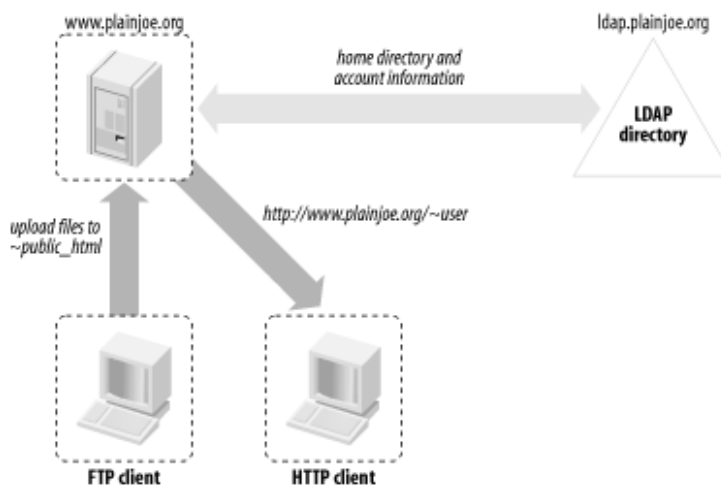 www.plainjoe.org
ldap.plainjoe.org
home directory and
account information
LDAP
directory
http://www.plainjoe.org/~user
upload files to
~public_html
FTP client
HTTP client